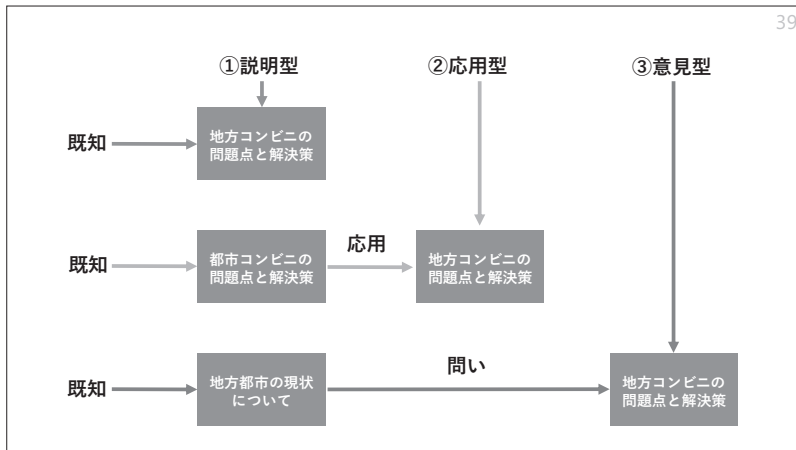 39
①説明型
②応用型
③意見型
既知
地方コンビニの
問題点と解決策
既知
都市コンビニの
問題点と解決策
応用
地方コンビニの
問題点と解決策
既知
地方都市の現状
について
問い
地方コンビニの
問題点と解決策